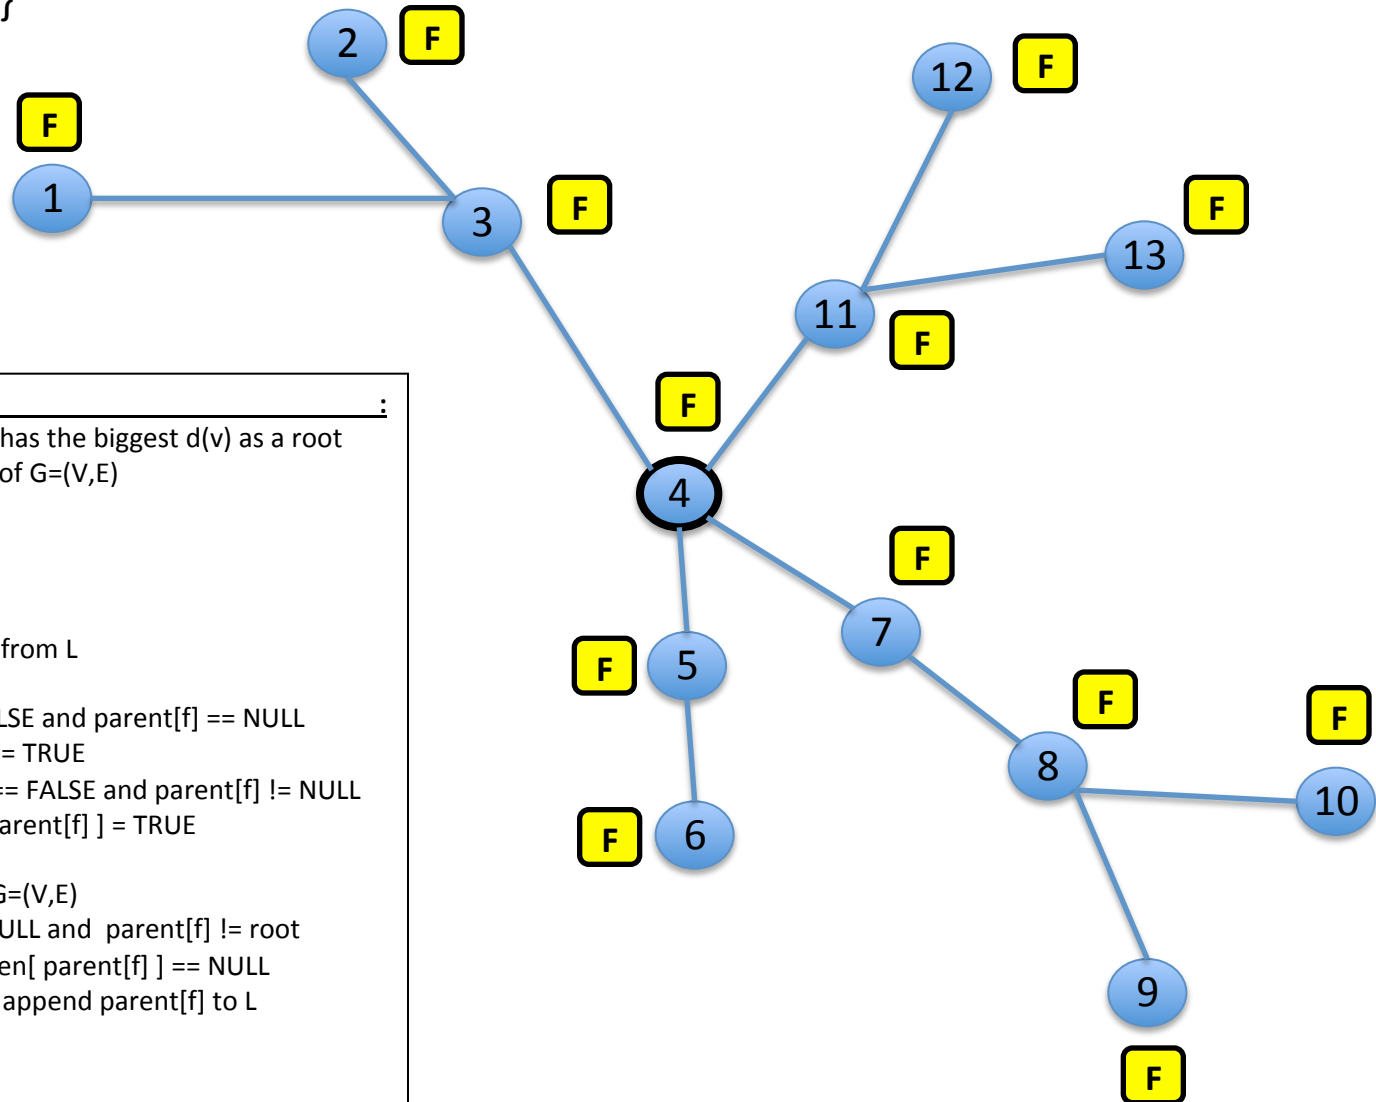 2
F
12
F
F
1
3
F
13
F
11
F
F
4
:
has the biggest d(v) as a root
of G=(V,E)
from L
LSE and parent[f] == NULL
= TRUE
== FALSE and parent[f] != NULL
arent[f] ] = TRUE
G=(V,E)
ULL and parent[f] != root
en[ parent[f] ] == NULL
append parent[f] to L
F
7
F
5
F
8
F
10
F
6
9
F